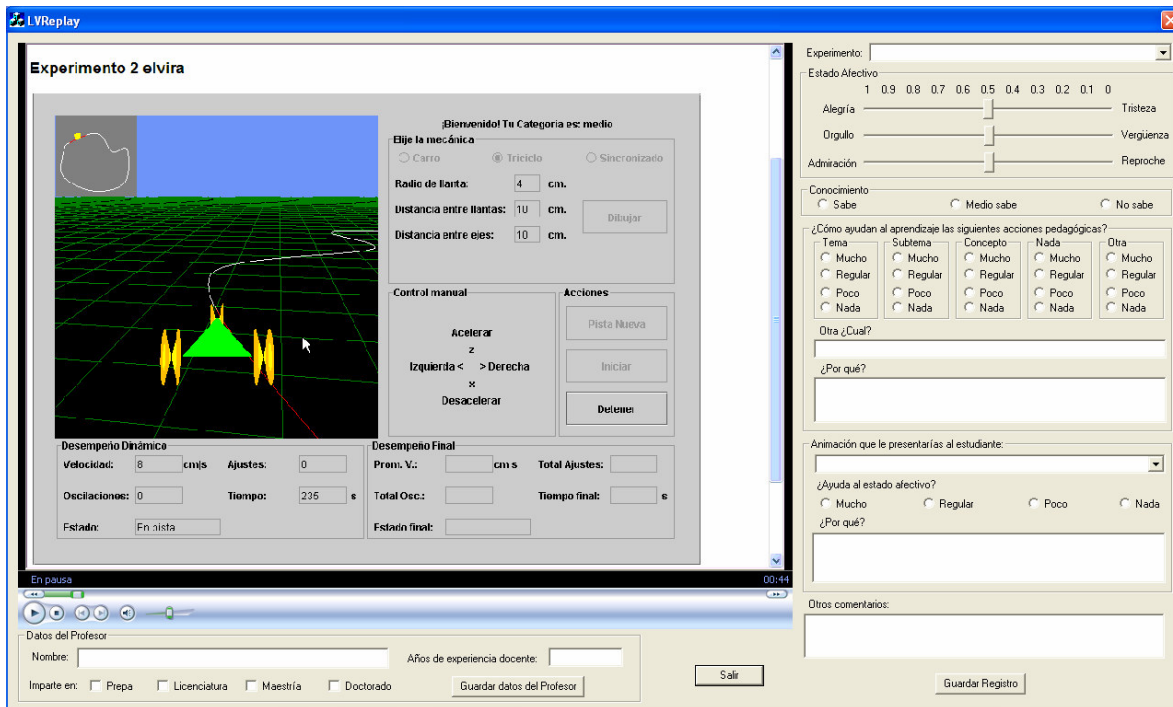 LVReplay
Experimento 2 elvira
¡Bienvenido! Tu Categoria es: medio
Elije la mecánica
Carro Triciclo Sincronizado
Radio de llanta: 4 cm.
Distancia entre llantas: 10 cm.
Distancia entre ejes: 10 cm.
Dibujar
Control manual
Acelerar
z
Izquierda < > Derecha
x
Desacelerar
Acciones
Pista Nueva
Iniciar
Detener
Desempeño Dinámico
Velocidad: 8 cm/s Ajustes: 0
Oscilaciones: 0 Tiempo: 235 s
Estado: En pista
Desempeño Final
Prom. V.: cm s Total Ajustes:
Total Osc.: Tiempo final: s
Estado final:
En pausa 00:44
Datos del Profesor
Nombre: Años de experiencia docente:
Imparte en: Prepa Licenciatura Maestría Doctorado Guardar datos del Profesor
Salir
Experimento:
Estado Afectivo
1 0.9 0.8 0.7 0.6 0.5 0.4 0.3 0.2 0.1 0
Alegría Tristeza
Orgullo Vergüenza
Admiración Reproche
Conocimiento
Sabe Medio sabe No sabe
¿Cómo ayudan al aprendizaje las siguientes acciones pedagógicas?
Tema Subtema Concepto Nada Otra
Mucho Mucho Mucho Mucho Mucho
Regular Regular Regular Regular Regular
Poco Poco Poco Poco Poco
Nada Nada Nada Nada Nada
Otra ¿Cual?
¿Por qué?
Animación que le presentarías al estudiante:
¿Ayuda al estado afectivo?
Mucho Regular Poco Nada
¿Por qué?
Otros comentarios:
Guardar Registro